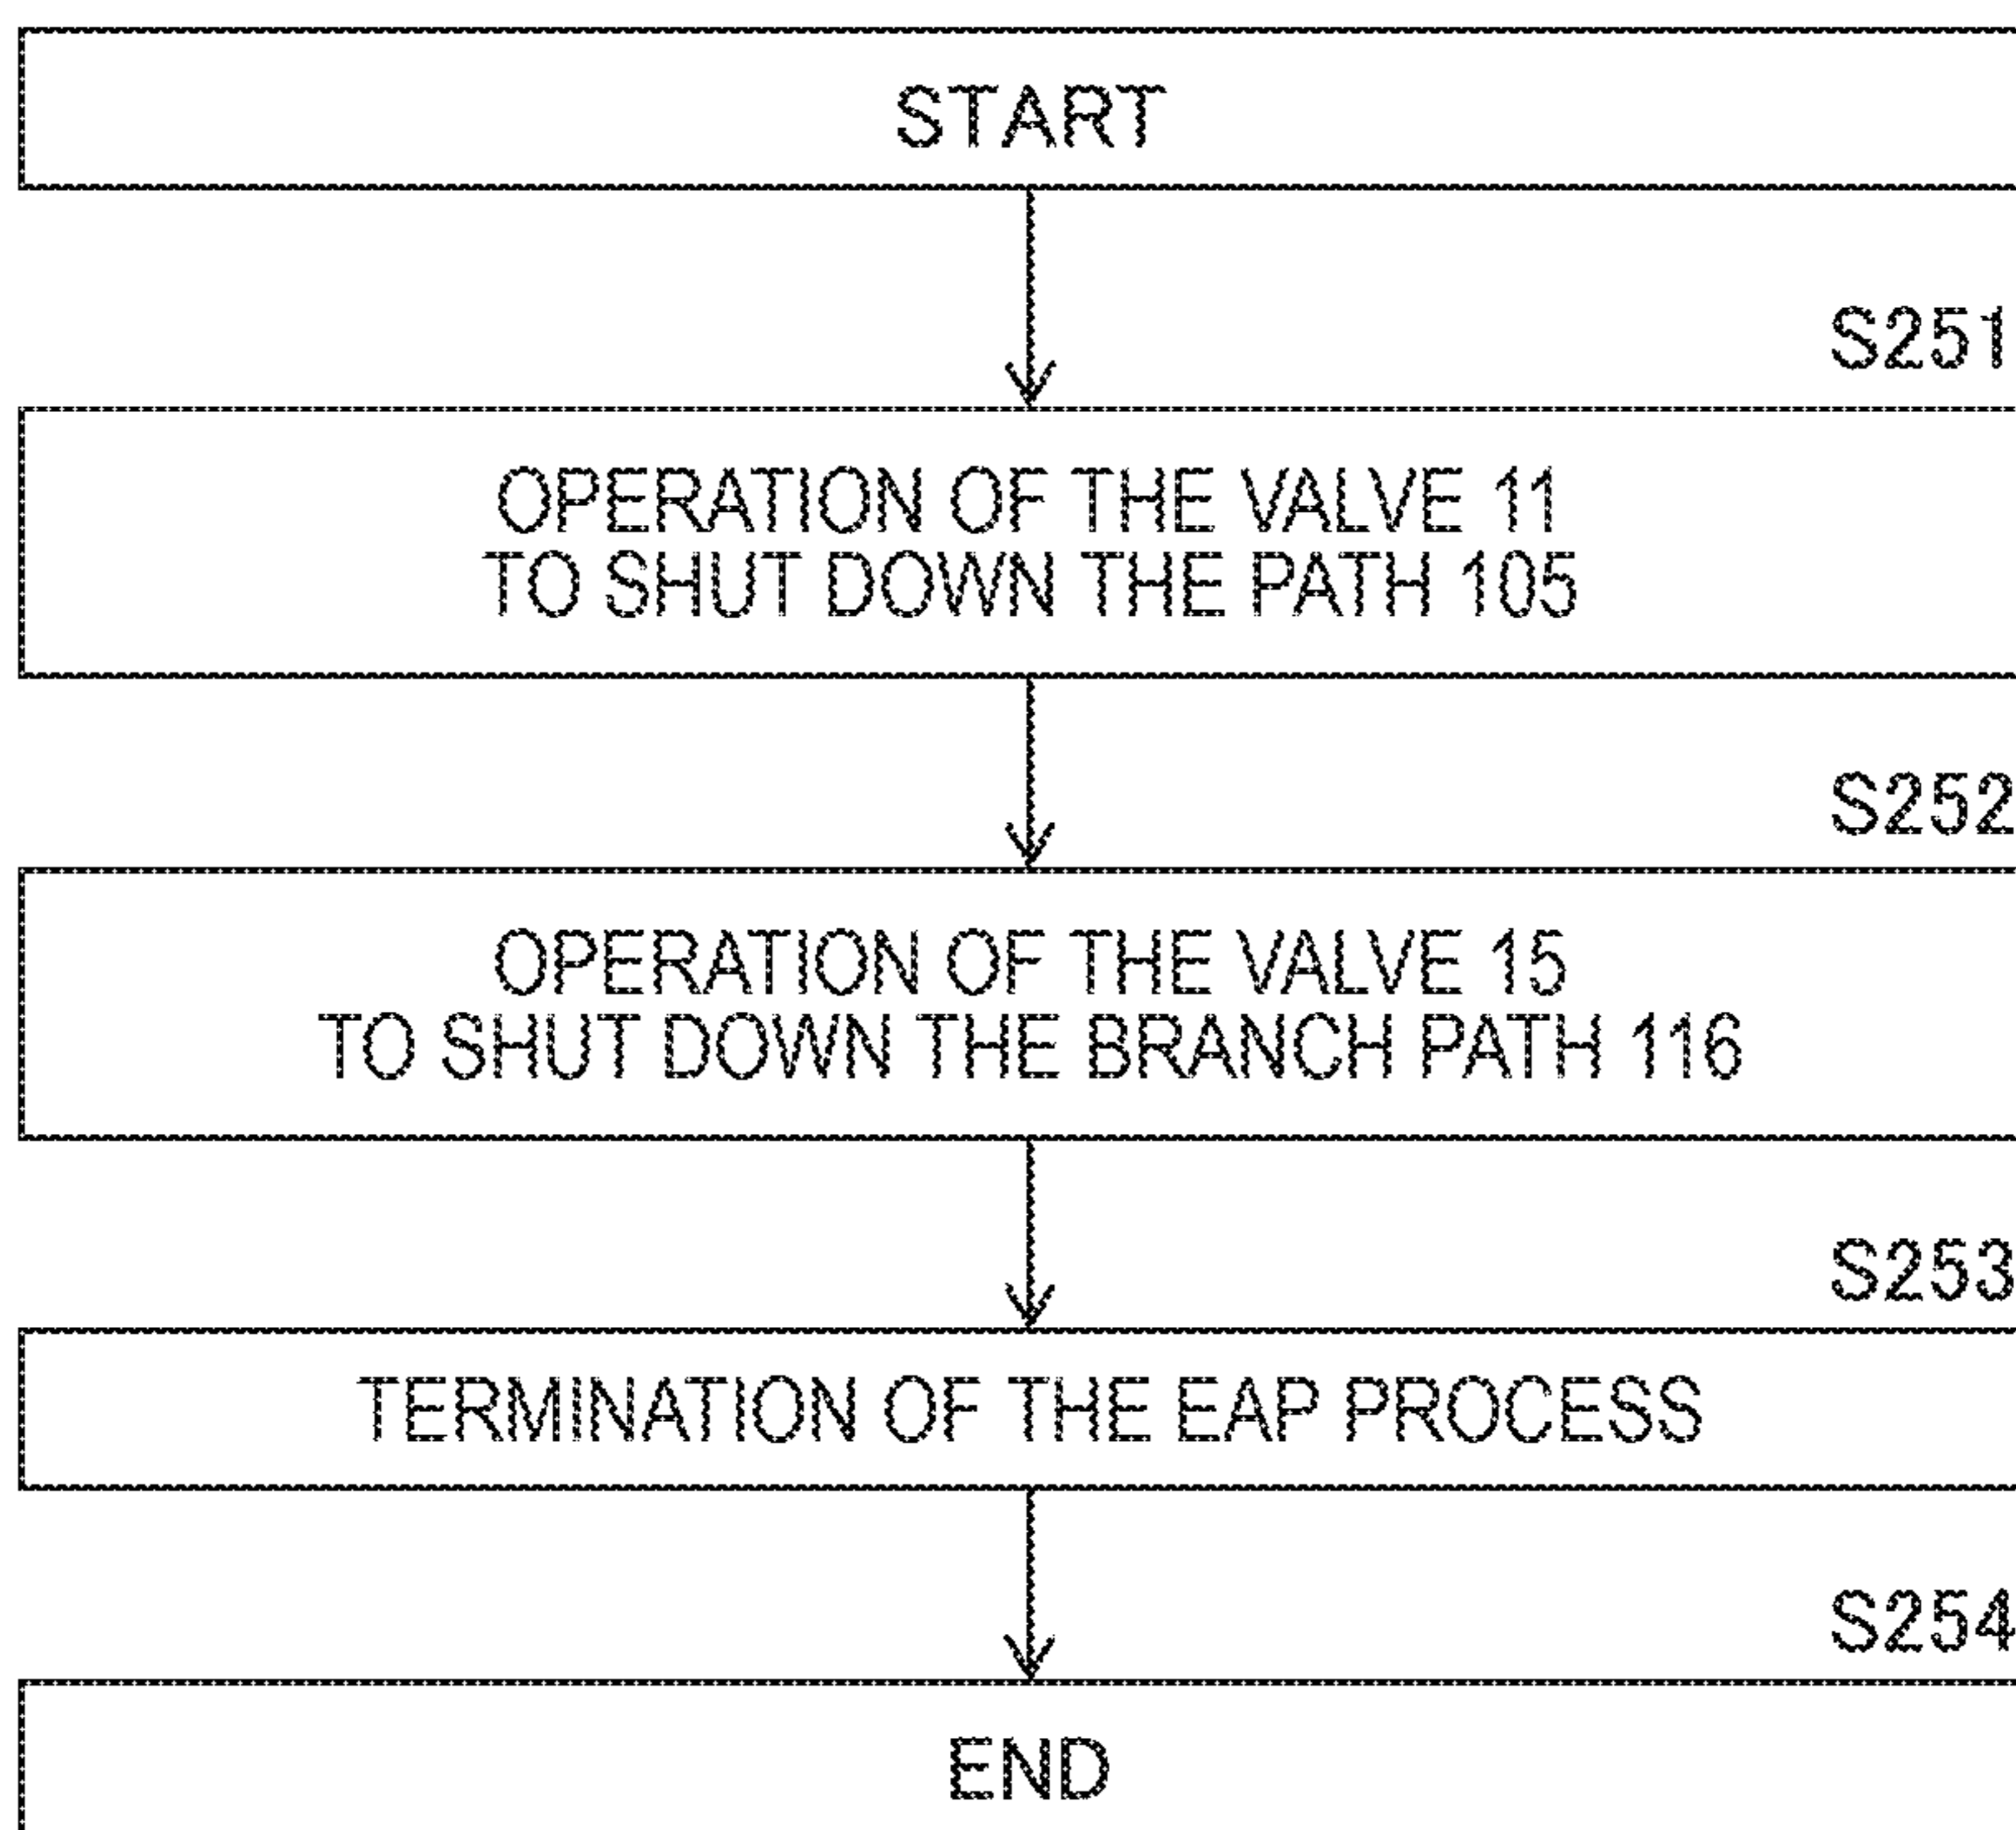 START
S251
OPERATION OF THE VALVE 11
TO SHUT DOWN THE PATH 105
S252
OPERATION OF THE VALVE 15
TO SHUT DOWN THE BRANCH PATH 116
S253
TERMINATION OF THE EAP PROCESS
S254
END